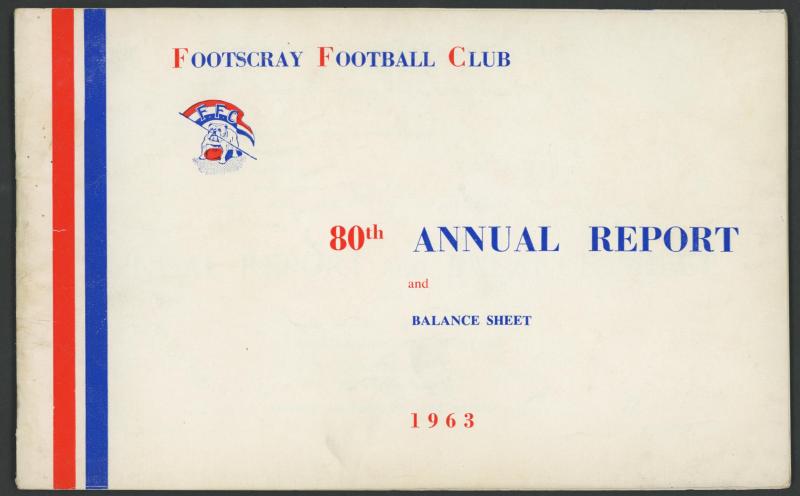 FOOTSCRAY FOOTBALL CLUB
F.F.C
80th ANNUAL REPORT
and
BALANCE SHEET
1963